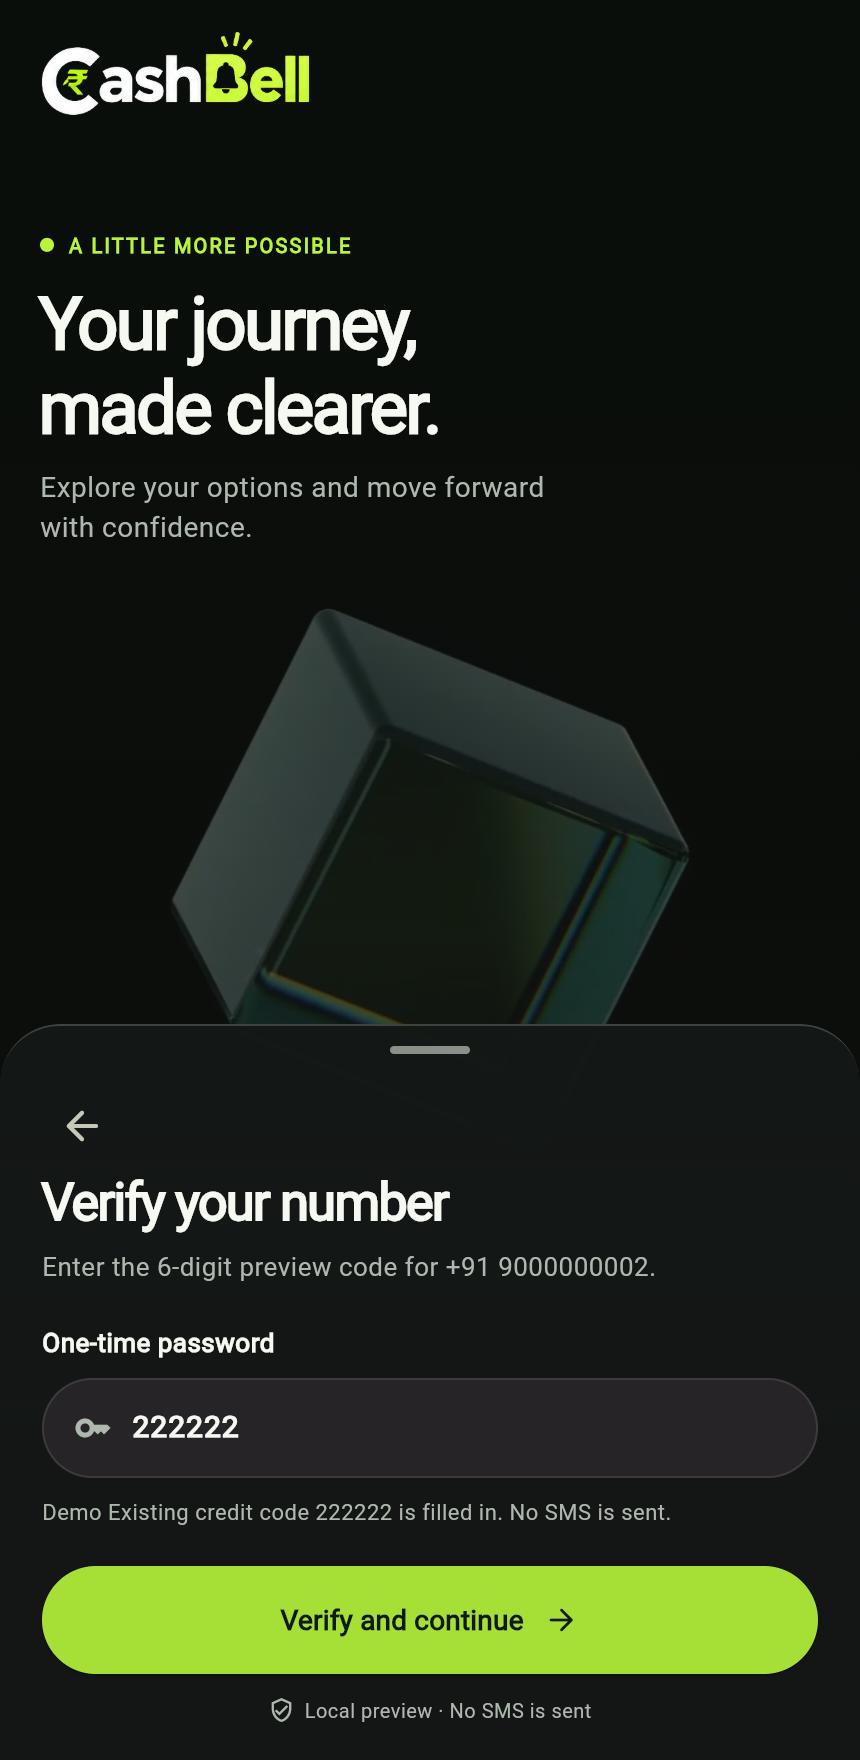 CashBell
A LITTLE MORE POSSIBLE
Your journey,
made clearer.
Explore your options and move forward
with confidence.
Verify your number
Enter the 6-digit preview code for +91 9000000002.
One-time password
222222
Demo Existing credit code 222222 is filled in. No SMS is sent.
Verify and continue →
Local preview · No SMS is sent